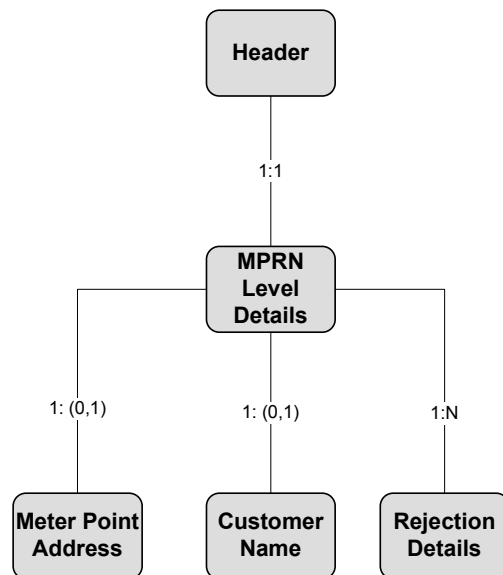 Header
1:1
MPRN
Level
Details
1: (0,1)
1: (0,1)
1:N
Meter Point
Address
Customer
Name
Rejection
Details